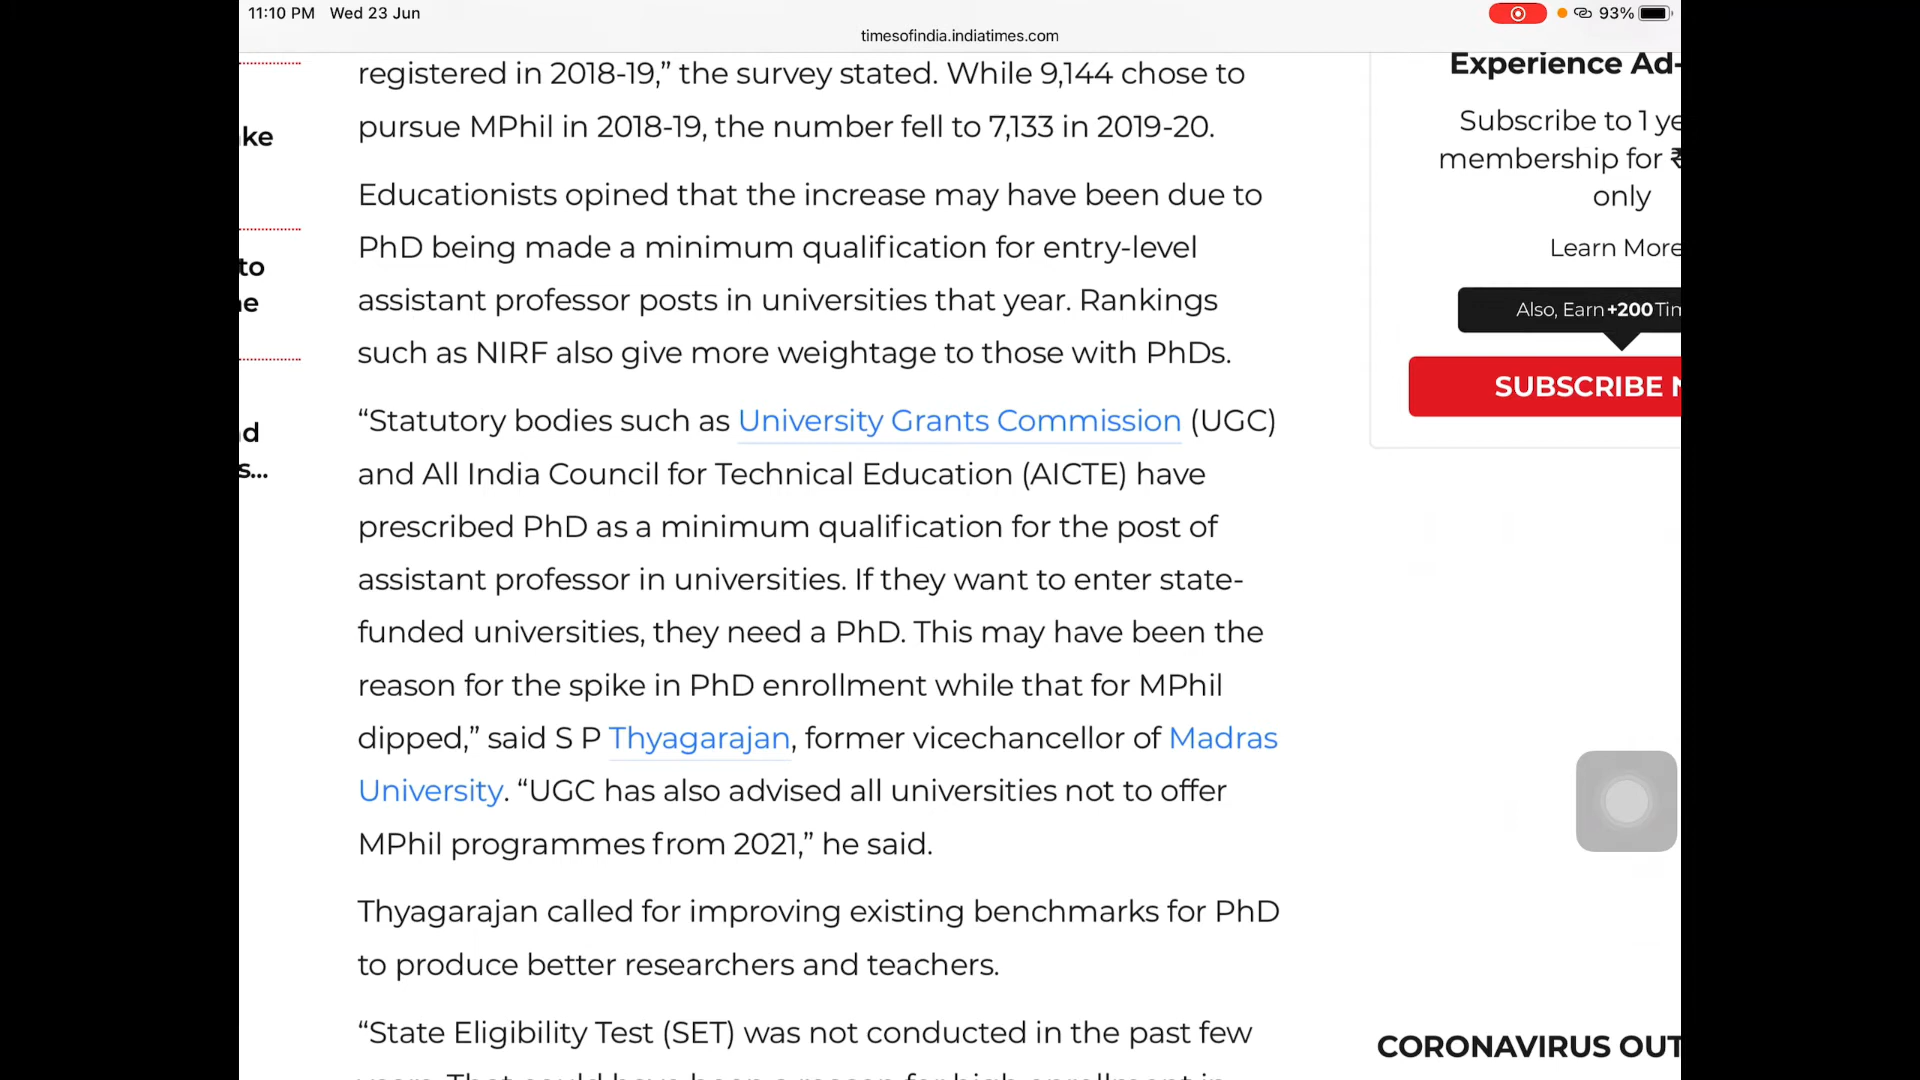 11:10 PM Wed 23 Jun
93%
timesofindia.indiatimes.com
registered in 2018-19,” the survey stated. While 9,144 chose to
pursue MPhil in 2018-19, the number fell to 7,133 in 2019-20.
Educationists opined that the increase may have been due to
PhD being made a minimum qualification for entry-level
assistant professor posts in universities that year. Rankings
such as NIRF also give more weightage to those with PhDs.
“Statutory bodies such as University Grants Commission (UGC)
and All India Council for Technical Education (AICTE) have
prescribed PhD as a minimum qualification for the post of
assistant professor in universities. If they want to enter state-
funded universities, they need a PhD. This may have been the
reason for the spike in PhD enrollment while that for MPhil
dipped,” said S P Thyagarajan, former vicechancellor of Madras
University. “UGC has also advised all universities not to offer
MPhil programmes from 2021,” he said.
Thyagarajan called for improving existing benchmarks for PhD
to produce better researchers and teachers.
“State Eligibility Test (SET) was not conducted in the past few
ke
to
e
d
s...
Experience Ad-
Subscribe to 1 ye
membership for ₹
only
Learn More
Also, Earn +200 Tim
SUBSCRIBE N
CORONAVIRUS OUT